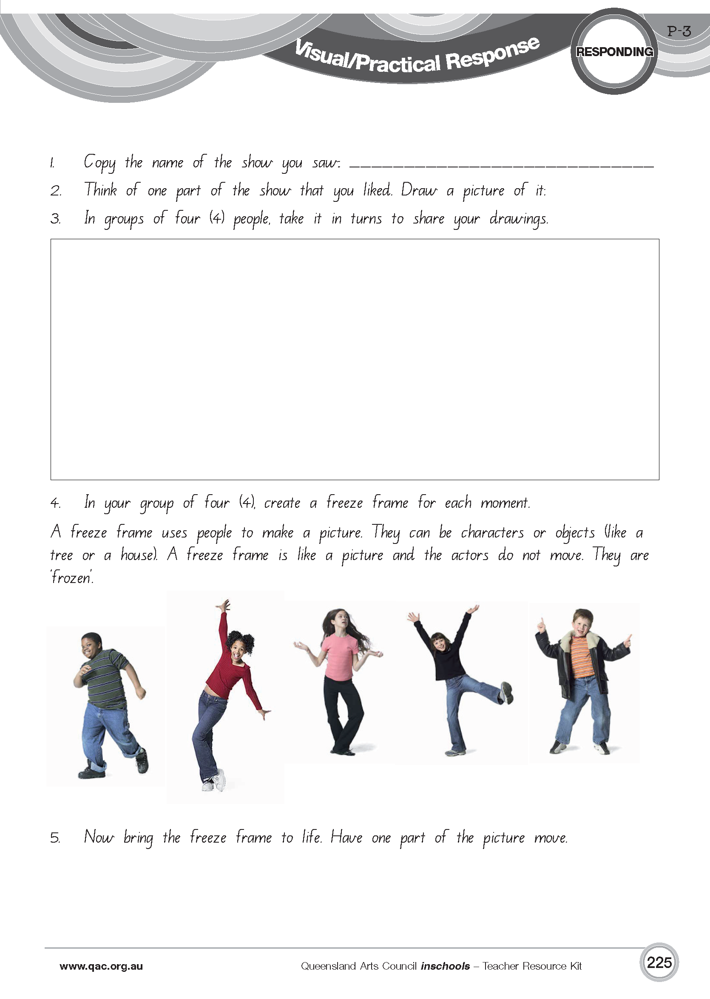 P-3
Visual/Practical Response
RESPONDING
1. Copy the name of the show you saw: ____________________________
2. Think of one part of the show that you liked. Draw a picture of it:
3. In groups of four (4) people, take it in turns to share your drawings.
4. In your group of four (4), create a freeze frame for each moment.
A freeze frame uses people to make a picture. They can be characters or objects (like a
tree or a house). A freeze frame is like a picture and the actors do not move. They are
'frozen'.
5. Now bring the freeze frame to life. Have one part of the picture move.
www.qac.org.au
Queensland Arts Council inschools – Teacher Resource Kit
225